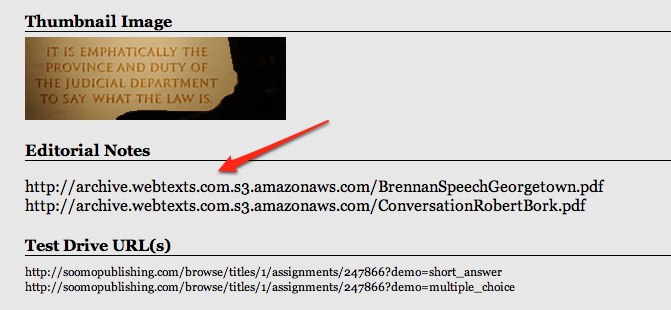 Thumbnail Image
IT IS EMPHATICALLY THE
PROVINCE AND DUTY OF
THE JUDICIAL DEPARTMENT
TO SAY WHAT THE LAW IS.
Editorial Notes
http://archive.webtexts.com.s3.amazonaws.com/BrennanSpeechGeorgetown.pdf
http://archive.webtexts.com.s3.amazonaws.com/ConversationRobertBork.pdf
Test Drive URL(s)
http://soomopublishing.com/browse/titles/1/assignments/247866?demo=short_answer
http://soomopublishing.com/browse/titles/1/assignments/247866?demo=multiple_choice